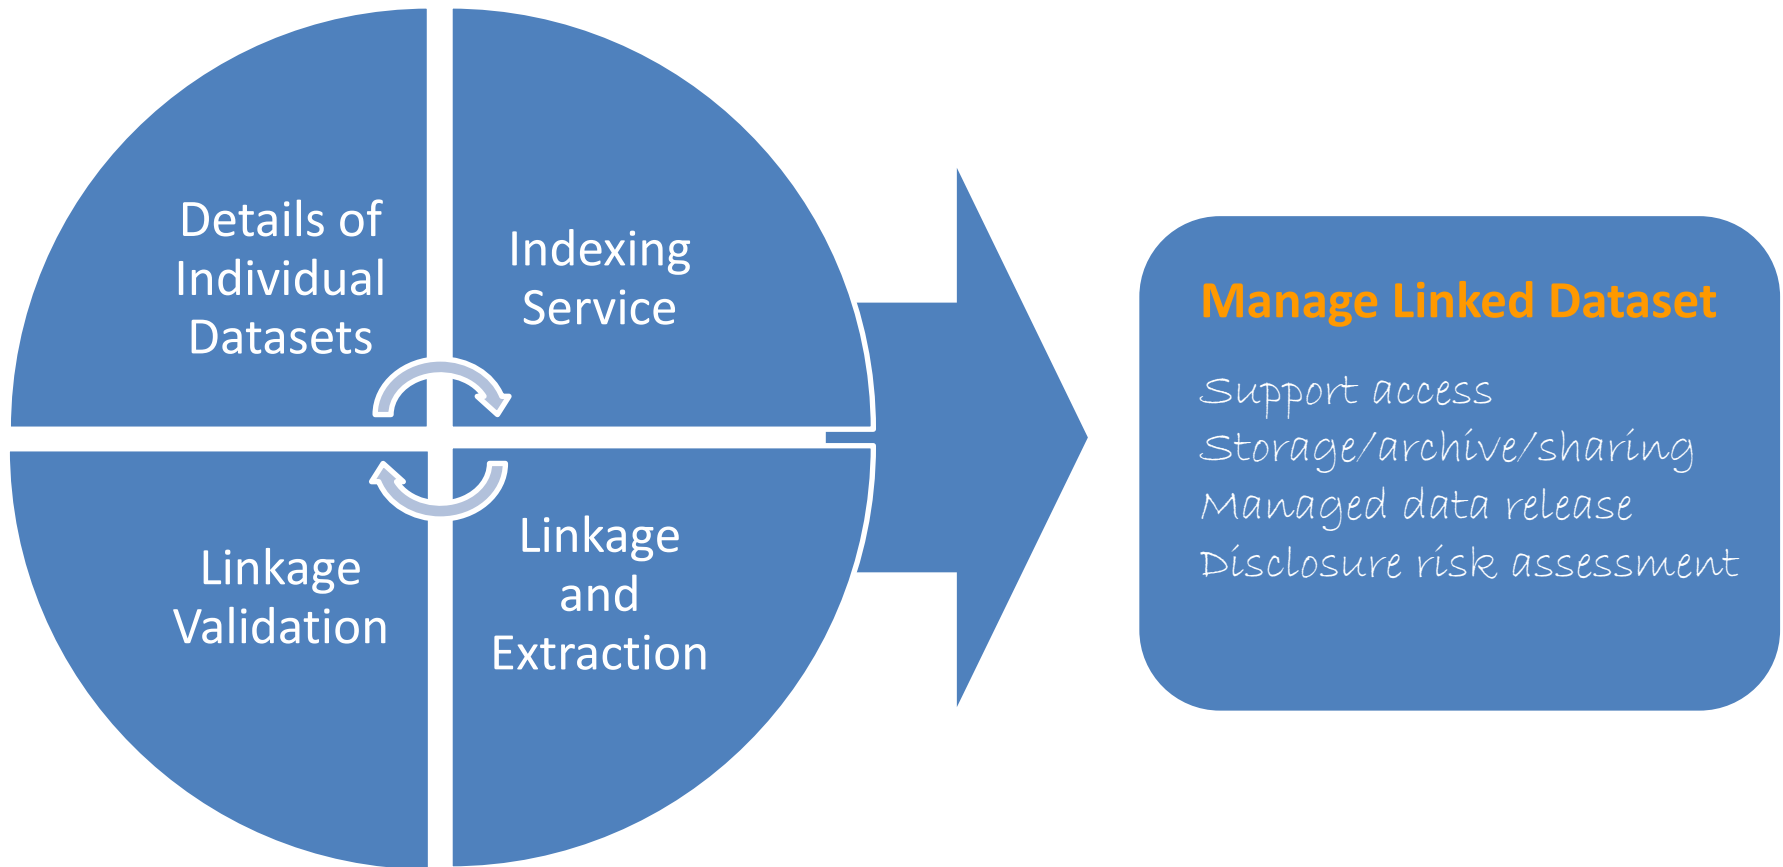 Details of
Individual
Datasets
Indexing
Service
Linkage
Validation
Linkage
and
Extraction
Manage Linked Dataset
Support access
Storage/archive/sharing
Managed data release
Disclosure risk assessment